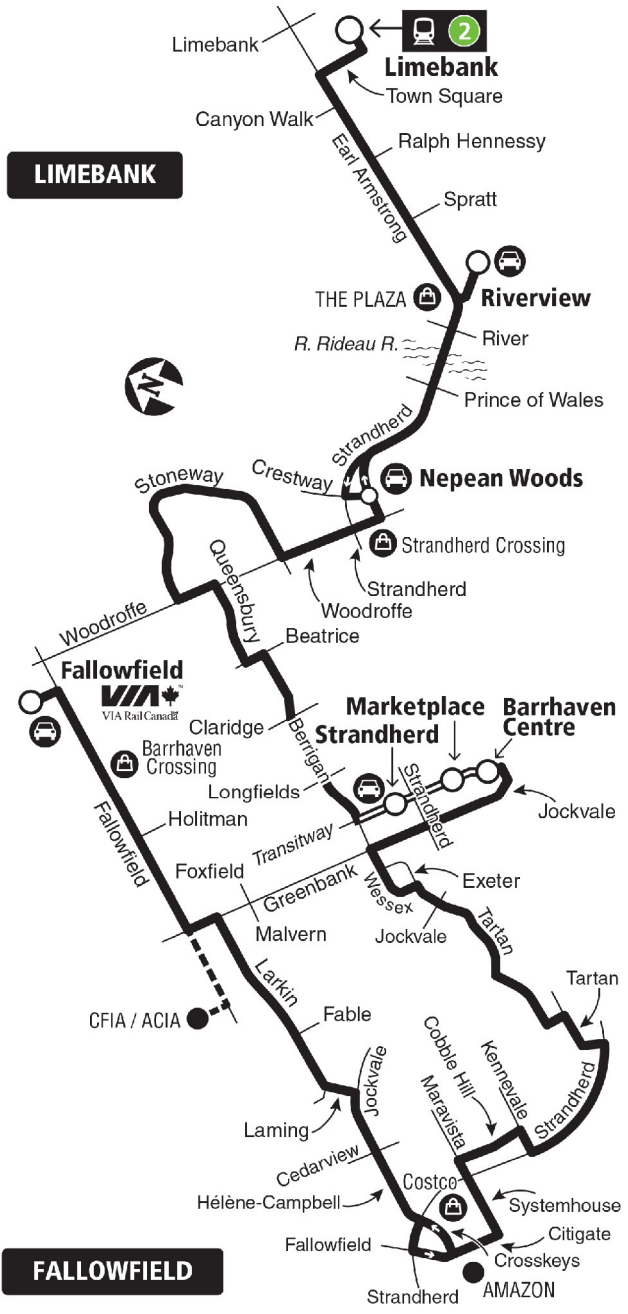 Limebank
2
Limebank
Town Square
Canyon Walk
Earl Armstrong
Ralph Hennessy
LIMEBANK
Spratt
THE PLAZA
Riverview
R. Rideau R.
River
N
Prince of Wales
Strandherd
Crestway
Nepean Woods
Stoneway
Strandherd Crossing
Queensbury
Strandherd
Woodroffe
Woodroffe
Beatrice
Fallowfield
VIA
VIA Rail Canada
Marketplace
Barrhaven
Centre
Strandherd
Claridge
Berrigan
Barrhaven
Crossing
Longfields
Strandherd
Jockvale
Fallowfield
Holitman
Transitway
Foxfield
Greenbank
Exeter
Wessex
Malvern
Jockvale
Tartan
Larkin
Tartan
CFIA / ACIA
Fable
Cobble Hill
Kennevale
Jockvale
Maravista
Strandherd
Laming
Cedarview
Costco
Hélène-Campbell
Systemhouse
Fallowfield
Citigate
Crosskeys
FALLOWFIELD
AMAZON
Strandherd